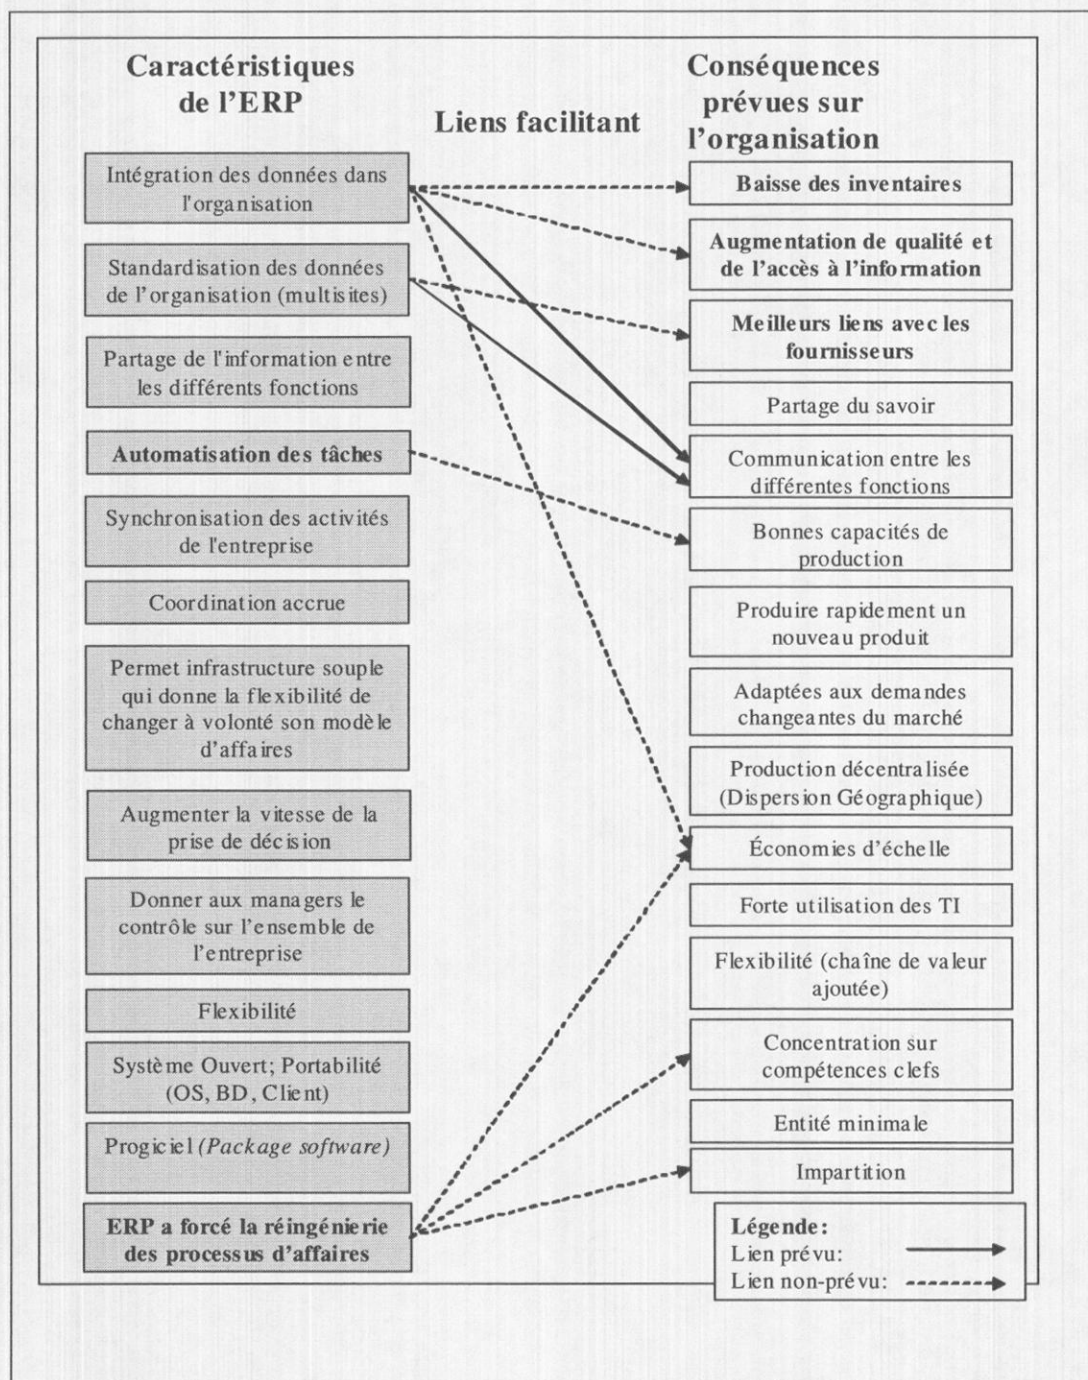 Caractéristiques
de l'ERP
Liens facilitant
Conséquences
prévues sur
l'organisation
Intégration des données dans
l'organisation
Standardisation des données
de l'organisation (multisites)
Partage de l'information entre
les différents fonctions
Automatisation des tâches
Synchronisation des activités
de l'entreprise
Coordination accrue
Permet infrastructure souple
qui donne la flexibilité de
changer à volonté son modèle
d'affaires
Augmenter la vitesse de la
prise de décision
Donner aux managers le
contrôle sur l'ensemble de
l'entreprise
Flexibilité
Système Ouvert; Portabilité
(OS, BD, Client)
Progiciel (Package software)
ERP a forcé la réingénierie
des processus d'affaires
Baisse des inventaires
Augmentation de qualité et
de l'accès à l'information
Meilleurs liens avec les
fournisseurs
Partage du savoir
Communication entre les
différentes fonctions
Bonnes capacités de
production
Produire rapidement un
nouveau produit
Adaptées aux demandes
changeantes du marché
Production décentralisée
(Dispersion Géographique)
Économies d'échelle
Forte utilisation des TI
Flexibilité (chaîne de valeur
ajoutée)
Concentration sur
compétences clefs
Entité minimale
Impartition
Légende:
Lien prévu:
Lien non-prévu: